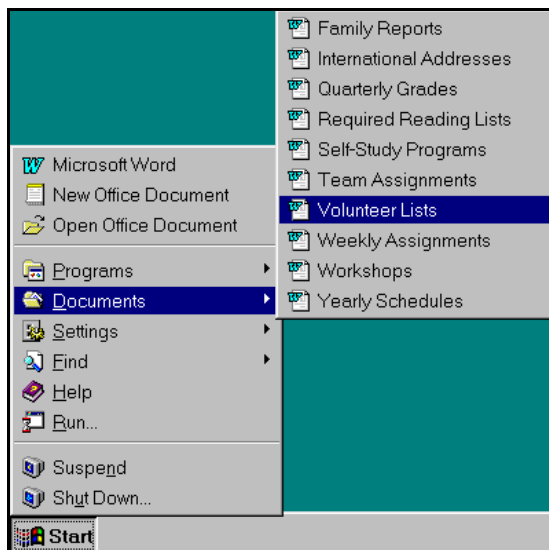 Family Reports
International Addresses
Quarterly Grades
Required Reading Lists
Self-Study Programs
Team Assignments
Volunteer Lists
Weekly Assignments
Workshops
Yearly Schedules
Microsoft Word
New Office Document
Open Office Document
Programs
Documents
Settings
Find
Help
Run...
Suspend
Shut Down...
Start